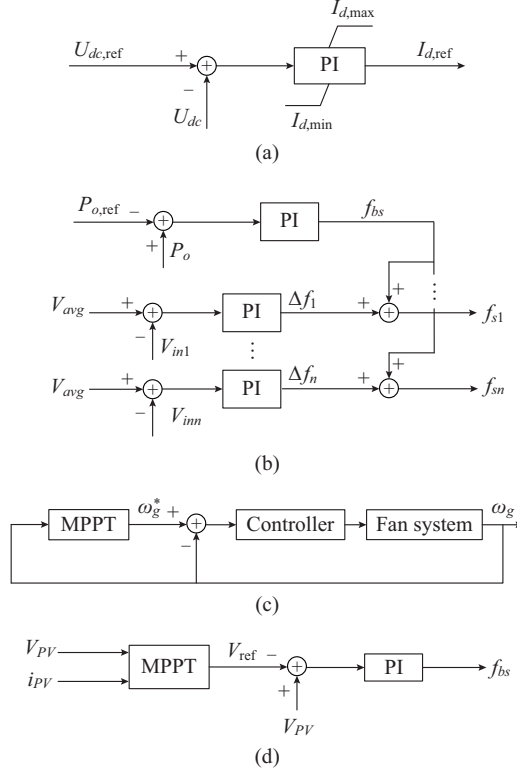 I_{d,max}
U_{dc,ref} + PI I_{d,ref}
−
U_{dc} I_{d,min}
(a)
P_{o,ref} − PI f_{bs}
+ P_o
+ ⋮
V_{avg} + PI Δf_1 + f_{s1}
− V_{in1} ⋮ +
V_{avg} + PI Δf_n + f_{sn}
− V_{inn}
(b)
MPPT ω_g^* + Controller Fan system ω_g
−
(c)
V_{PV} MPPT V_{ref} − PI f_{bs}
i_{PV} +
V_{PV}
(d)